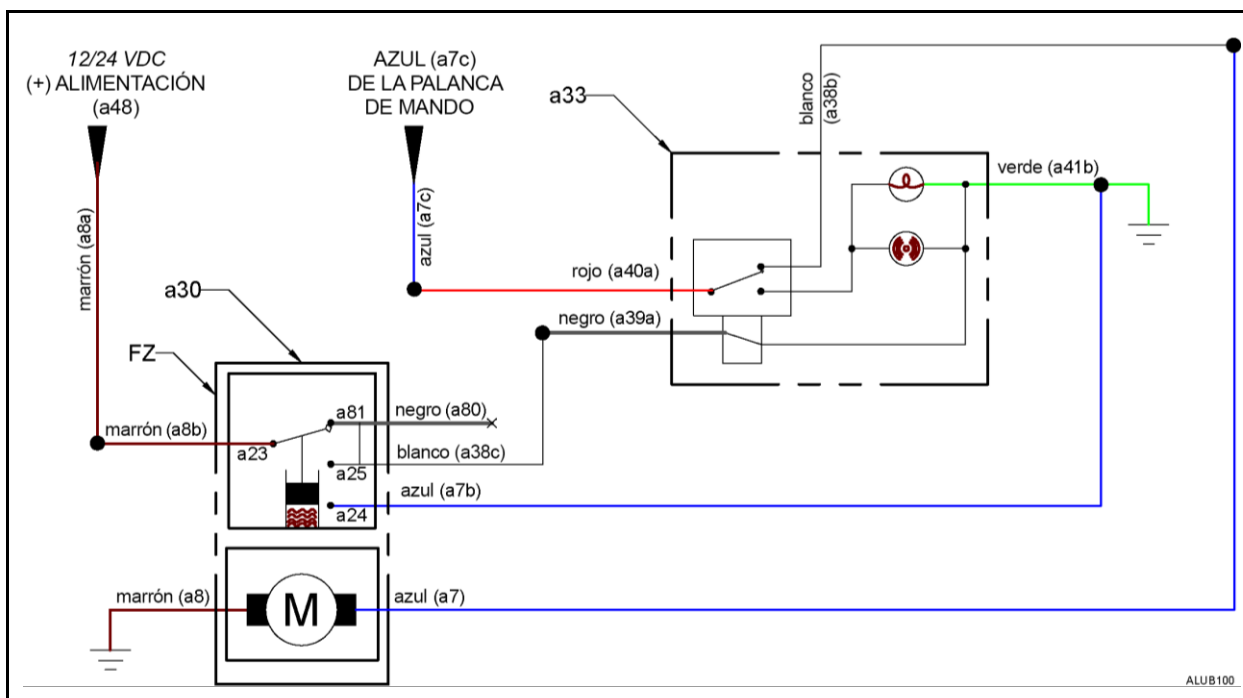 12/24 VDC
(+) ALIMENTACIÓN
(a48)
AZUL (a7c)
DE LA PALANCA
DE MANDO
a33
blanco
(a38b)
verde (a41b)
marrón (a8a)
azul (a7c)
rojo (a40a)
a30
negro (a39a)
FZ
a81
negro (a80)
marrón (a8b)
a23
blanco (a38c)
a25
azul (a7b)
a24
marrón (a8)
M
azul (a7)
ALUB100